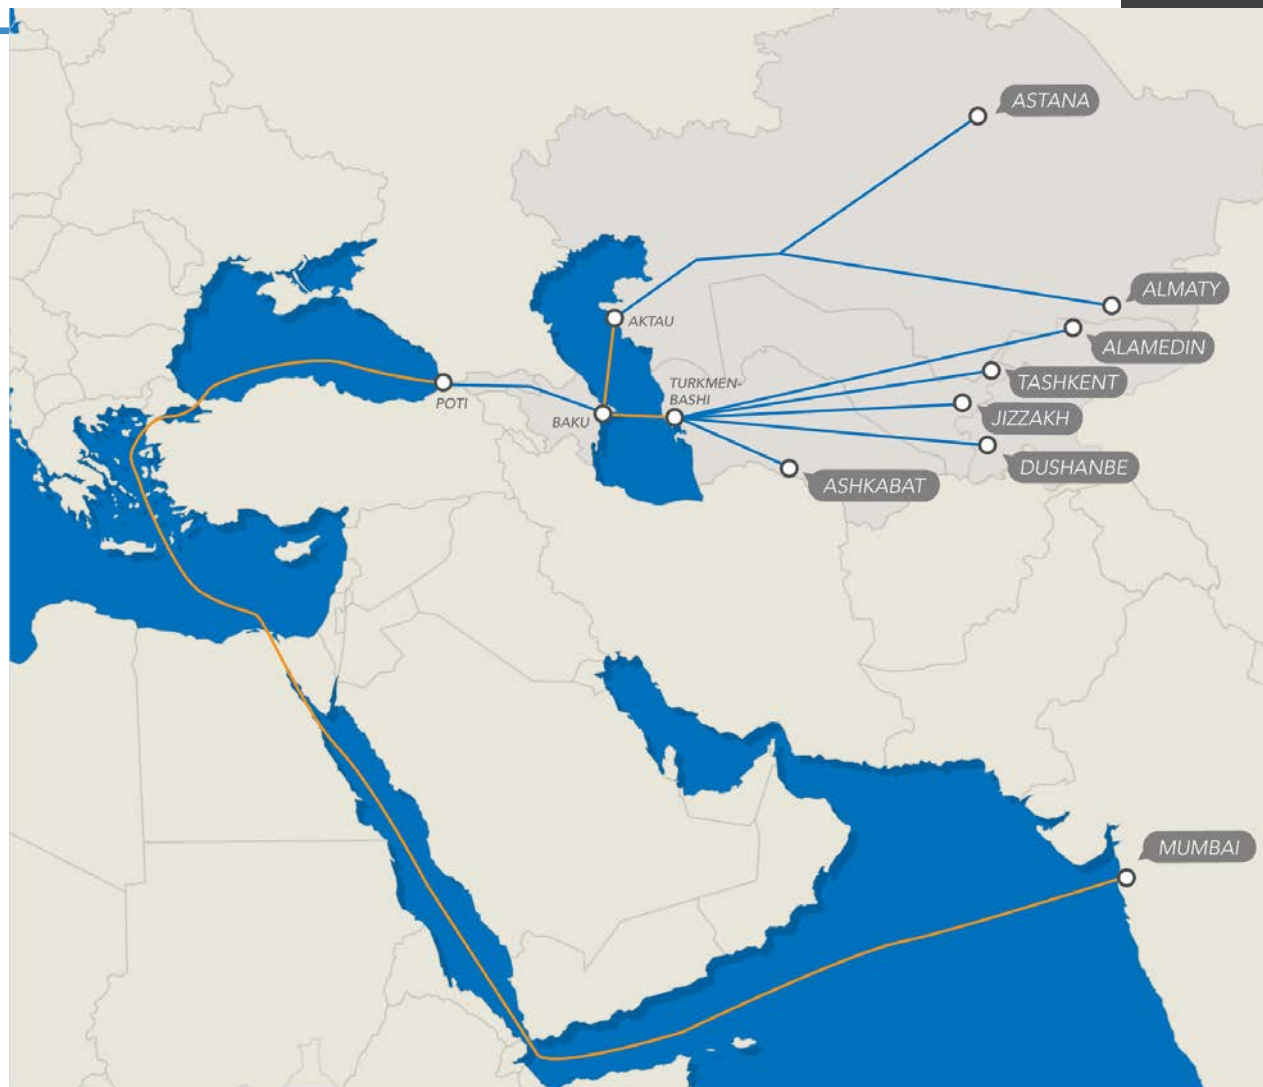 ASTANA
ALMATY
AKTAU
ALAMEDIN
TASHKENT
TURKMEN-
BASHI
POTI
JIZZAKH
BAKU
DUSHANBE
ASHKABAT
MUMBAI